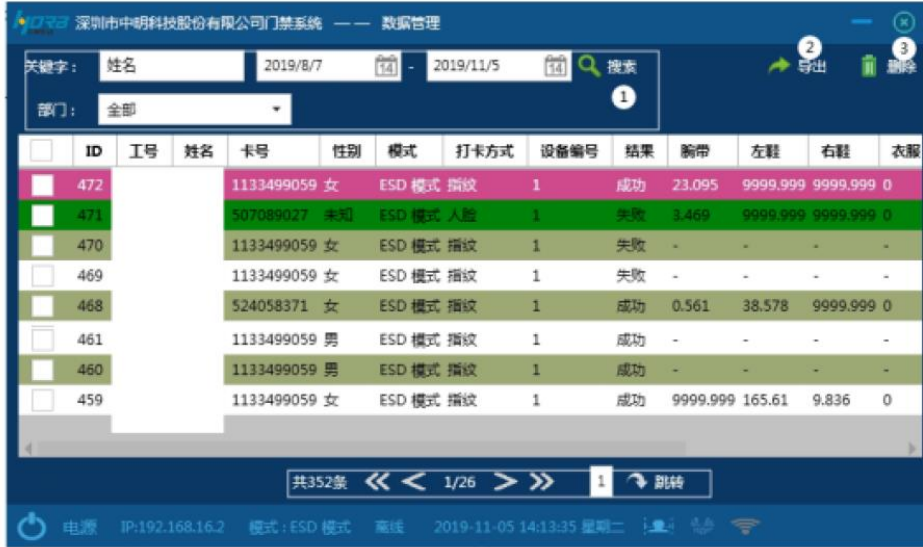 HORA 深圳市中明科技股份有限公司门禁系统 —— 数据管理
关键字： 姓名 2019/8/7 14 - 2019/11/5 14 搜索 1 2 导出 3 删除
部门： 全部
ID 工号 姓名 卡号 性别 模式 打卡方式 设备编号 结果 腕带 左鞋 右鞋 衣服
472 1133499059 女 ESD 模式 指纹 1 成功 23.095 9999.999 9999.999 0
471 507089027 未知 ESD 模式 人脸 1 失败 3.469 9999.999 9999.999 0
470 1133499059 女 ESD 模式 指纹 1 失败 - - - -
469 1133499059 女 ESD 模式 指纹 1 失败 - - - -
468 524058371 女 ESD 模式 指纹 1 成功 0.561 38.578 9999.999 0
461 1133499059 男 ESD 模式 指纹 1 成功 - - - -
460 1133499059 男 ESD 模式 指纹 1 成功 - - - -
459 1133499059 女 ESD 模式 指纹 1 成功 9999.999 165.61 9.836 0
共352条 1/26 1 跳转
电源 IP:192.168.16.2 模式：ESD 模式 离线 2019-11-05 14:13:35 星期二